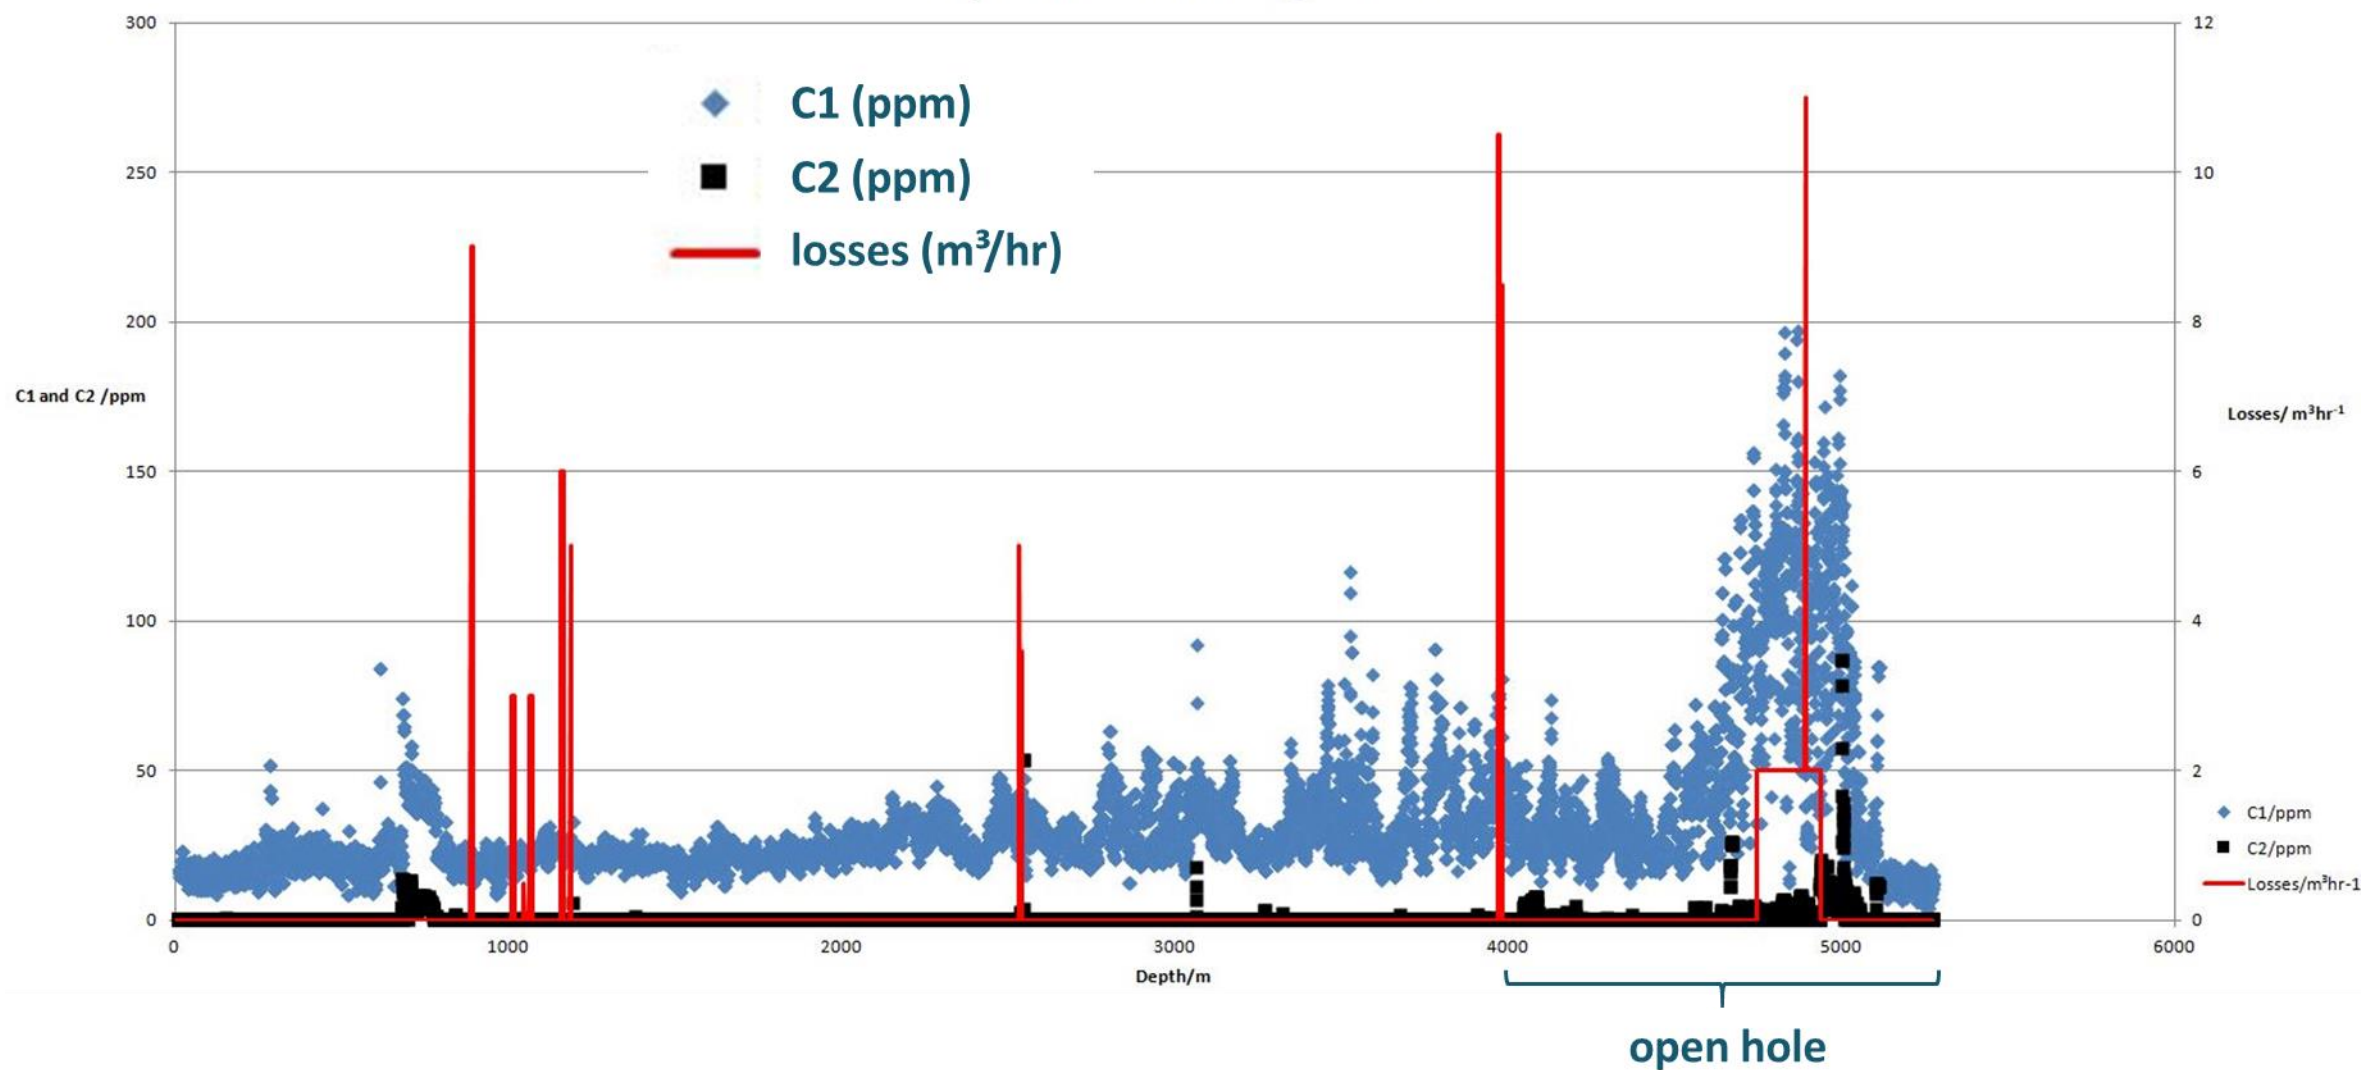 300
250
200
150
100
50
0
C1 and C2 /ppm
C1 (ppm)
C2 (ppm)
losses (m³/hr)
12
10
8
6
4
2
0
Losses/ m³hr⁻¹
C1/ppm
C2/ppm
Losses/m³hr-1
0 1000 2000 3000 4000 5000 6000
Depth/m
open hole